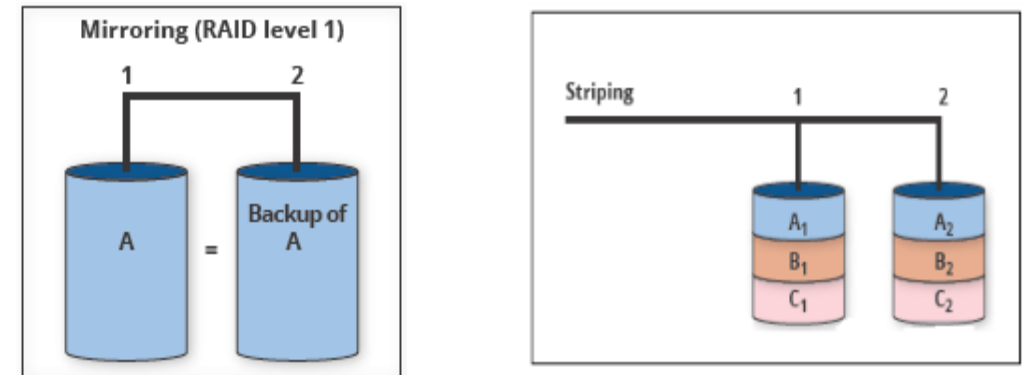 Mirroring (RAID level 1)
1 2
A
=
Backup of
A
Striping
1 2
A₁ A₂
B₁ B₂
C₁ C₂